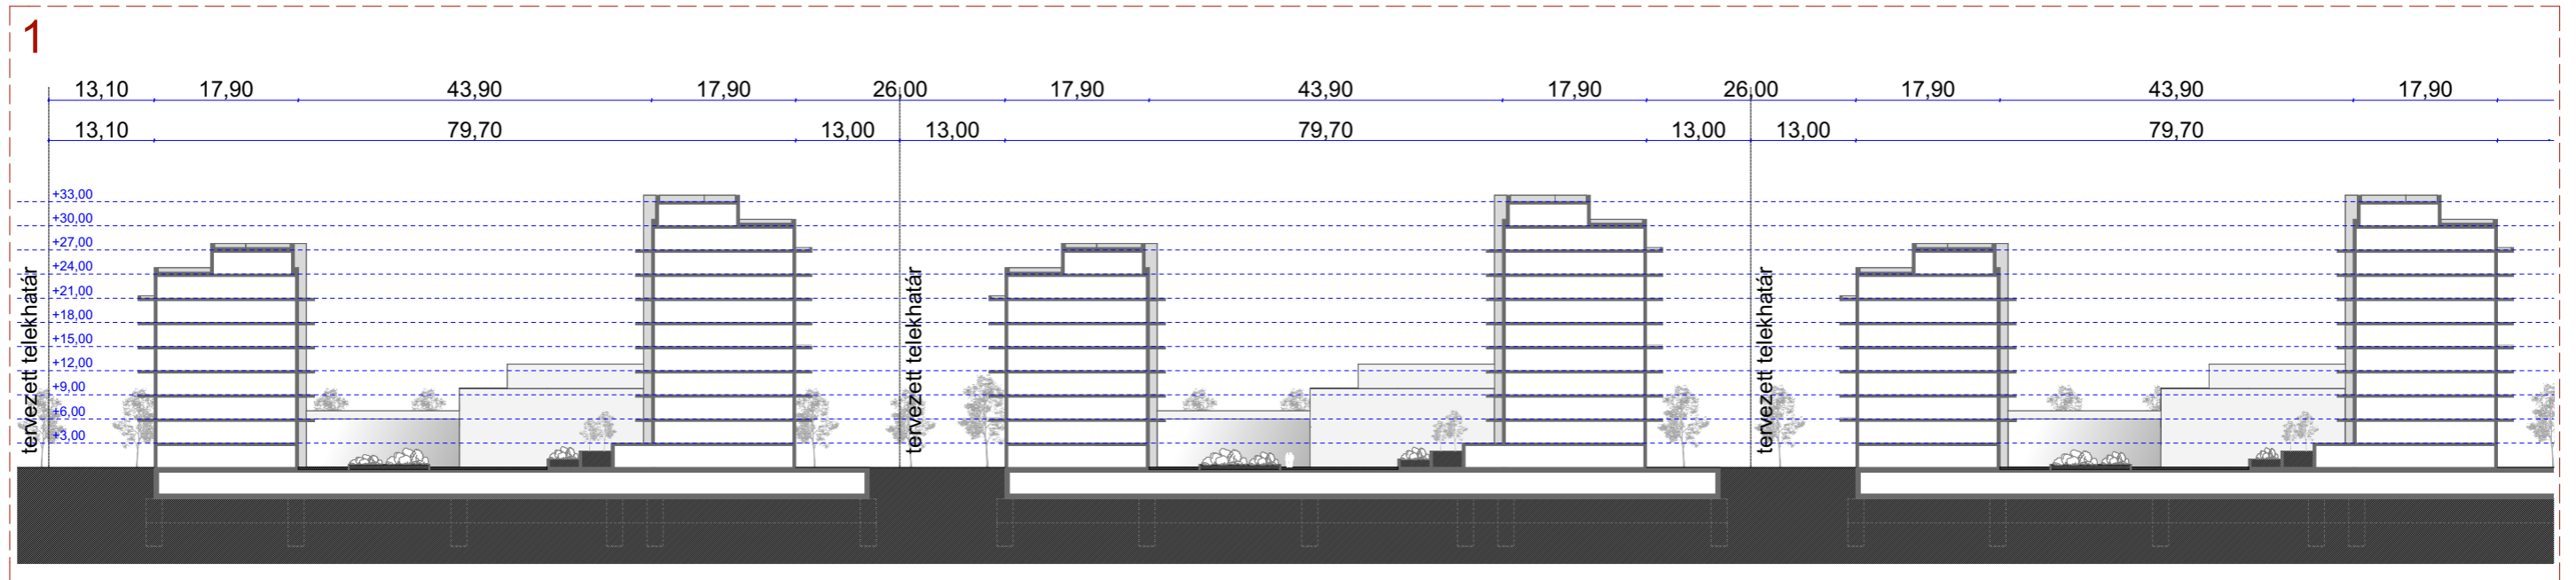 1
13,10 17,90 43,90 17,90 26,00 17,90 43,90 17,90 26,00 17,90 43,90 17,90
13,10 79,70 13,00 13,00 79,70 13,00 13,00 79,70
+33,00
+30,00
+27,00
+24,00
+21,00
+18,00
+15,00
+12,00
+9,00
+6,00
+3,00
tervezett telekhatár
tervezett telekhatár
tervezett telekhatár